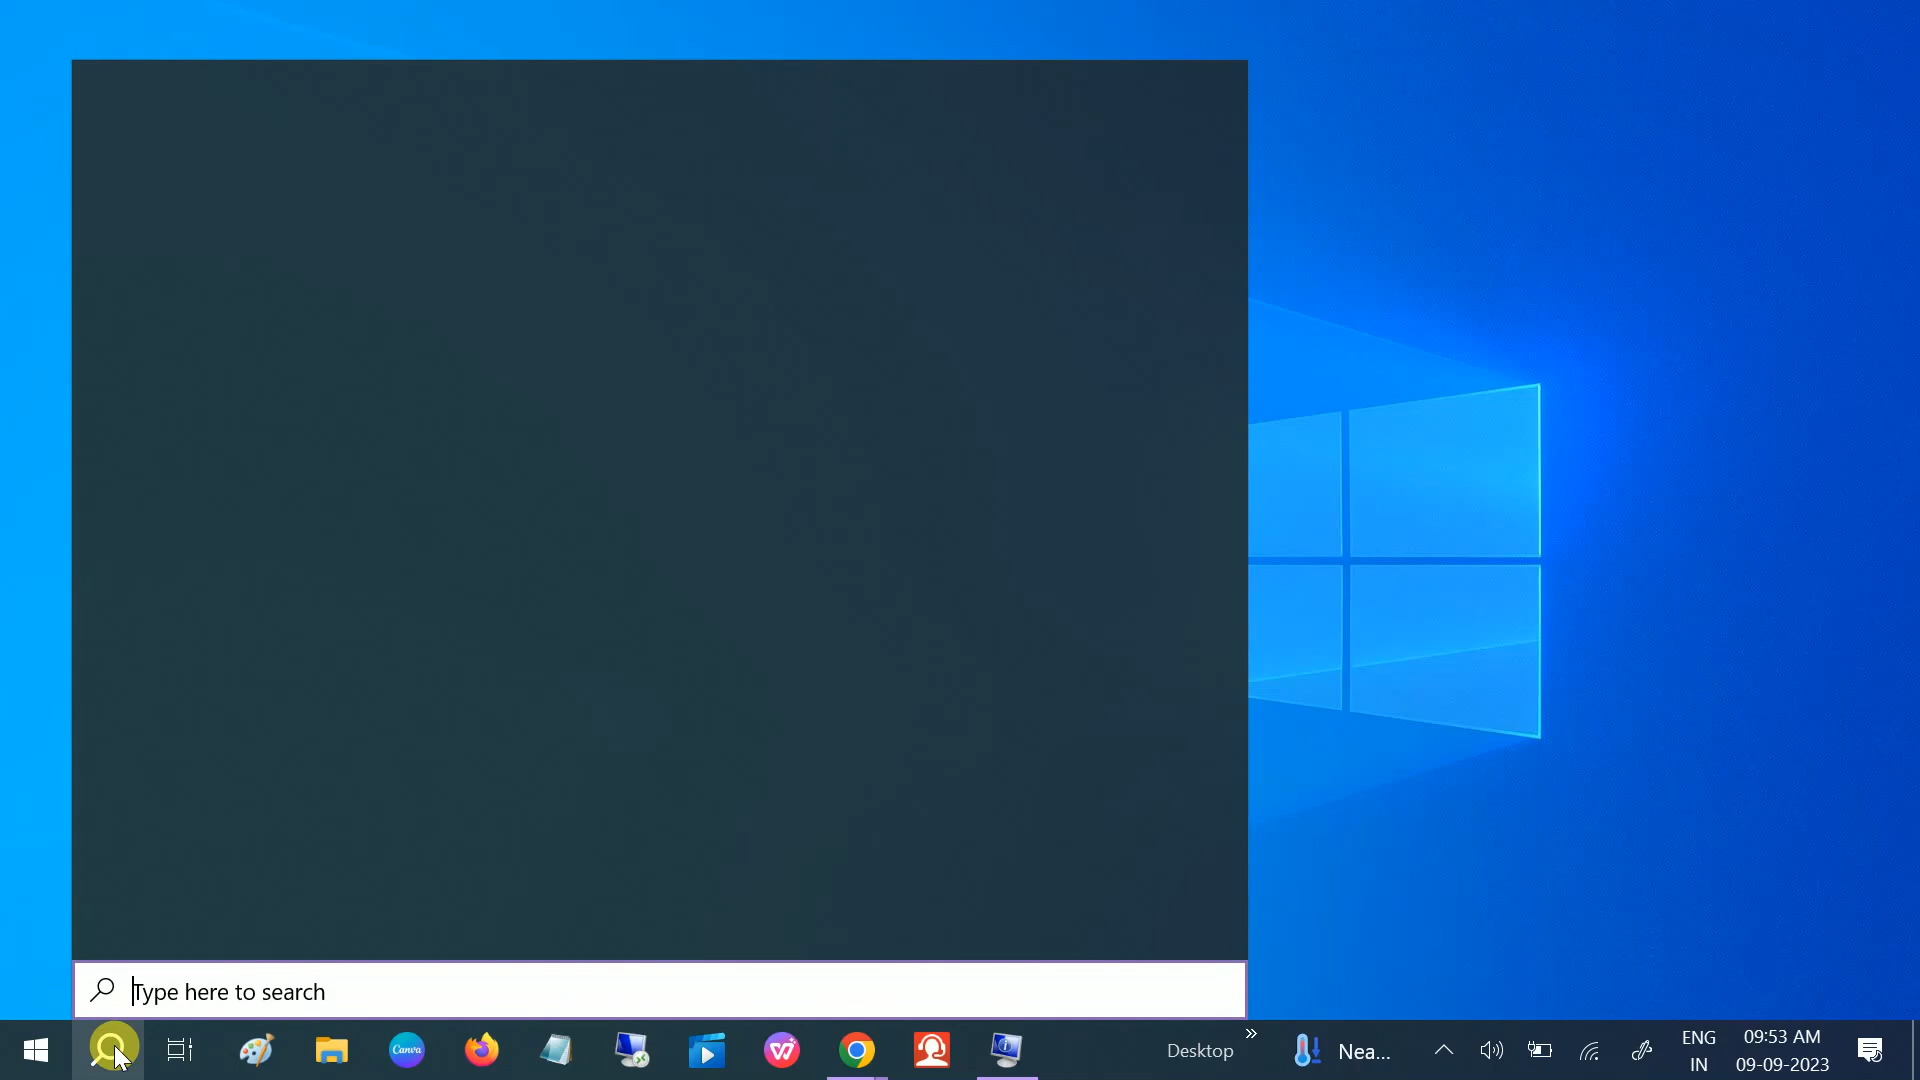 Type here to search
Canva
Desktop
Nea...
ENG
IN
09:53 AM
09-09-2023